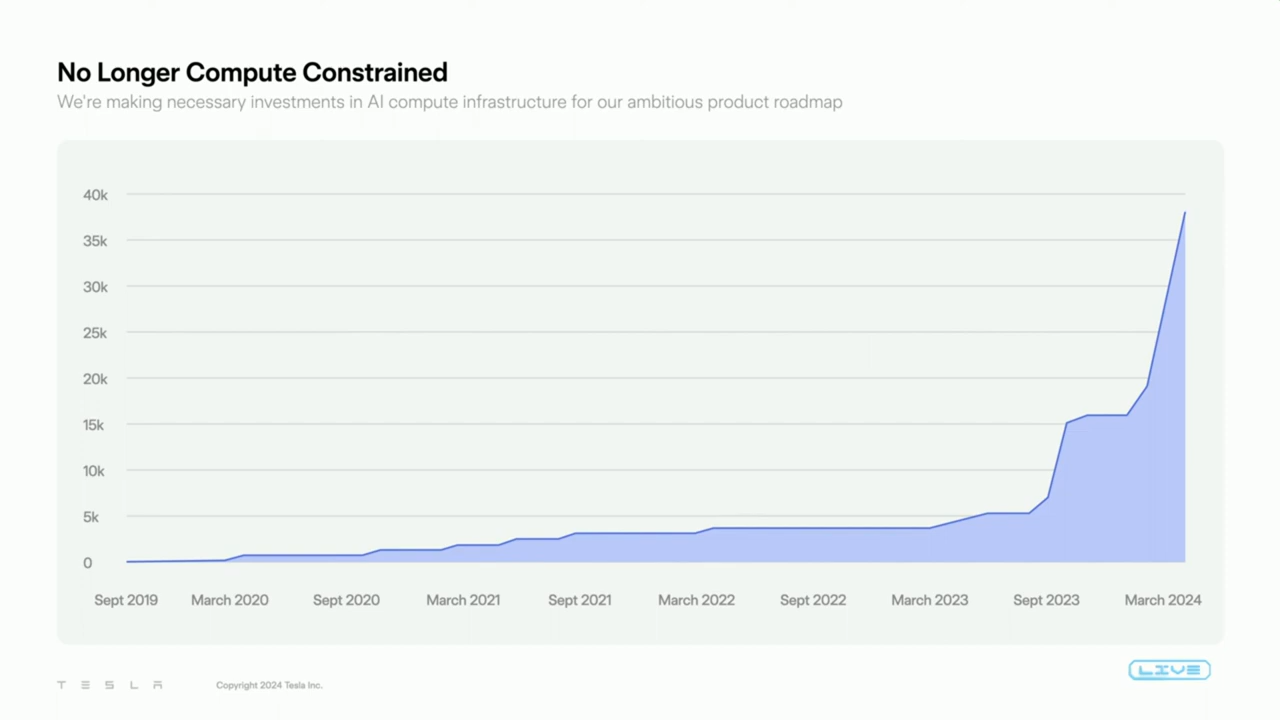 No Longer Compute Constrained
We're making necessary investments in AI compute infrastructure for our ambitious product roadmap
40k
35k
30k
25k
20k
15k
10k
5k
0
Sept 2019 March 2020 Sept 2020 March 2021 Sept 2021 March 2022 Sept 2022 March 2023 Sept 2023 March 2024
LIVE
TESLA Copyright 2024 Tesla Inc.